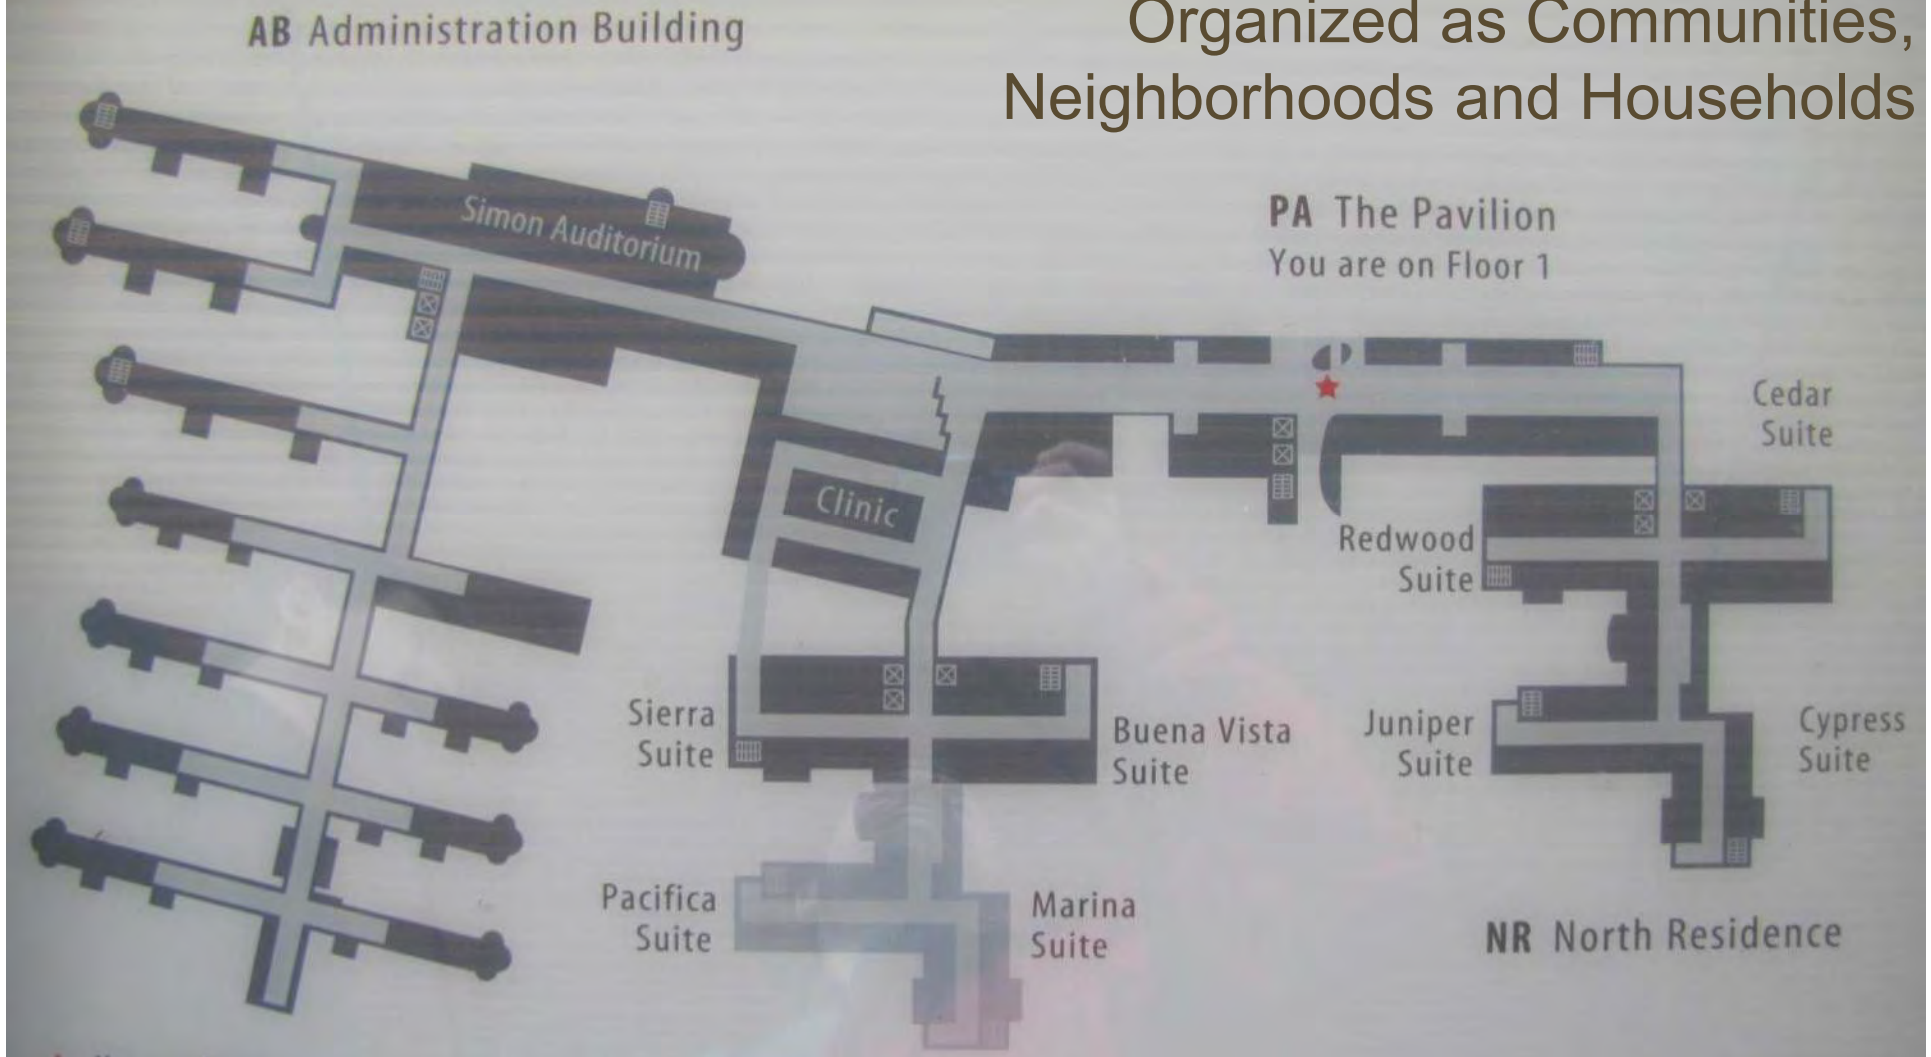 Organized as Communities,
Neighborhoods and Households
AB Administration Building
Simon Auditorium
PA The Pavilion
You are on Floor 1
Cedar
Suite
Clinic
Redwood
Suite
Sierra
Suite
Buena Vista
Suite
Juniper
Suite
Cypress
Suite
Pacifica
Suite
Marina
Suite
NR North Residence